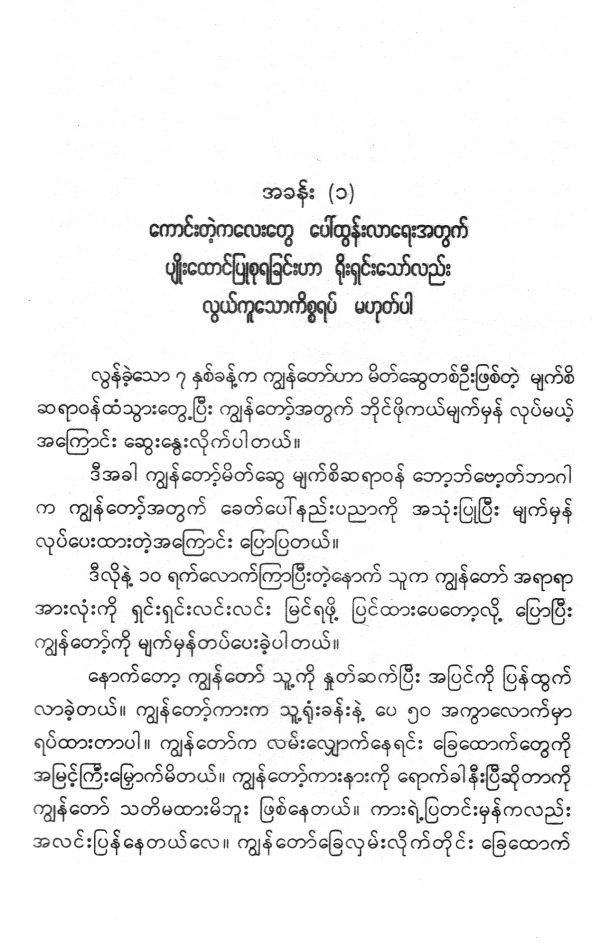 အခန်း (၁)
ကောင်းတဲ့ကလေးတွေ ပေါ်ထွန်းလာရေးအတွက်
ပျိုးထောင်ပြုစုရခြင်းဟာ ရိုးရှင်းသော်လည်း
လွယ်ကူသောကိစ္စရပ် မဟုတ်ပါ
လွန်ခဲ့သော ၇ နှစ်ခန့်က ကျွန်တော်ဟာ မိတ်ဆွေတစ်ဦးဖြစ်တဲ့ မျက်စိ
ဆရာဝန်ထံသွားတွေ့ပြီး ကျွန်တော့်အတွက် ဘိုင်ဖိုကယ်မျက်မှန် လုပ်မယ့်
အကြောင်း ဆွေးနွေးလိုက်ပါတယ်။
ဒီအခါ ကျွန်တော့်မိတ်ဆွေ မျက်စိဆရာဝန် ဘော့ဘ်ဗော့တ်ဘာဂါ
က ကျွန်တော့်အတွက် ခေတ်ပေါ်နည်းပညာကို အသုံးပြုပြီး မျက်မှန်
လုပ်ပေးထားတဲ့အကြောင်း ပြောပြတယ်။
ဒီလိုနဲ့ ၁၀ ရက်လောက်ကြာပြီးတဲ့နောက် သူက ကျွန်တော် အရာရာ
အားလုံးကို ရှင်းရှင်းလင်းလင်း မြင်ရဖို့ ပြင်ထားပေတော့လို့ ပြောပြီး
ကျွန်တော့်ကို မျက်မှန်တပ်ပေးခဲ့ပါတယ်။
နောက်တော့ ကျွန်တော် သူ့ကို နှုတ်ဆက်ပြီး အပြင်ကို ပြန်ထွက်
လာခဲ့တယ်။ ကျွန်တော့်ကားက သူ့ရုံးခန်းနဲ့ ပေ ၅၀ အကွာလောက်မှာ
ရပ်ထားတာပါ။ ကျွန်တော်က လမ်းလျှောက်နေရင်း ခြေထောက်တွေကို
အမြင့်ကြီးမြှောက်မိတယ်။ ကျွန်တော့်ကားနားကို ရောက်ခါနီးပြီဆိုတာကို
ကျွန်တော် သတိမထားမိဘူး ဖြစ်နေတယ်။ ကားရဲ့ပြတင်းမှန်ကလည်း
အလင်းပြန်နေတယ်လေ။ ကျွန်တော်ခြေလှမ်းလိုက်တိုင်း ခြေထောက်